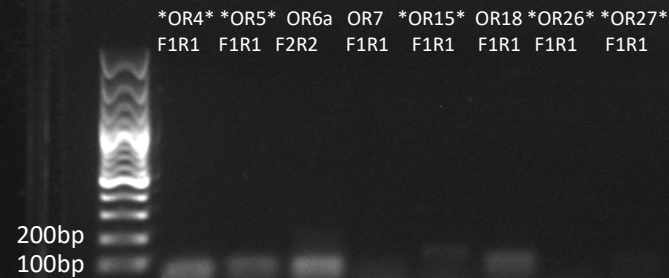 *OR4* *OR5* OR6a OR7 *OR15* OR18 *OR26* *OR27*
F1R1 F1R1 F2R2 F1R1 F1R1 F1R1 F1R1 F1R1
200bp
100bp